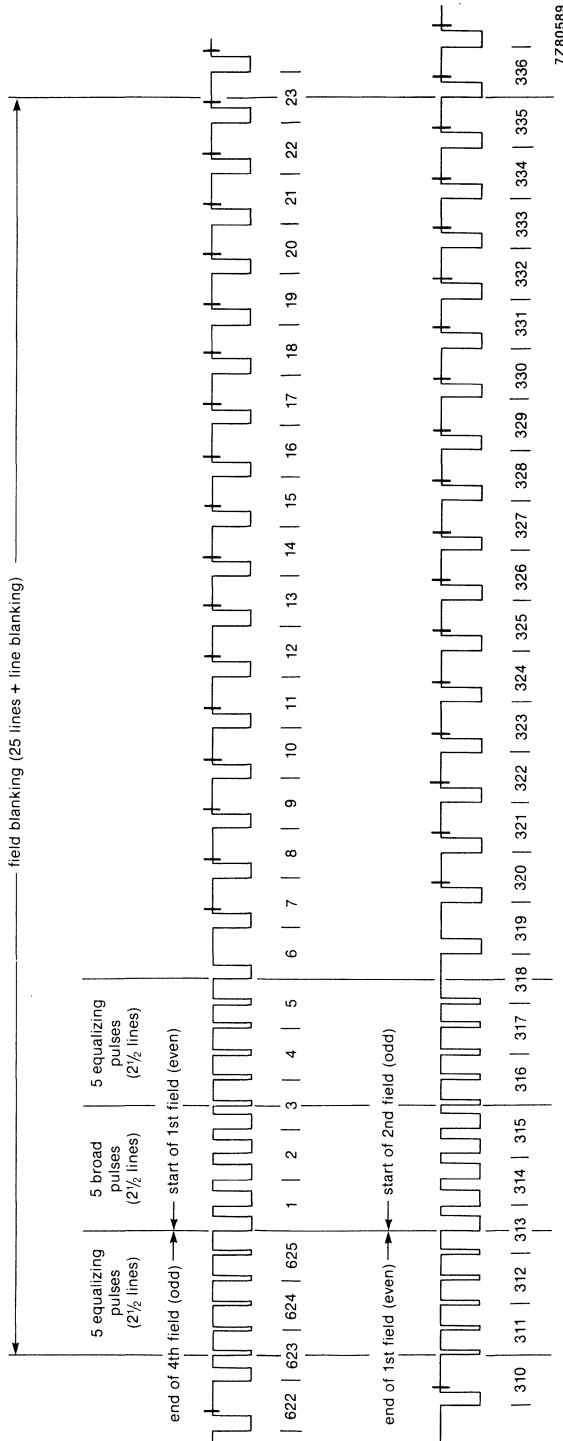 field blanking (25 lines + line blanking)
5 equalizing
pulses
(2½ lines)
5 broad
pulses
(2½ lines)
5 equalizing
pulses
(2½ lines)
end of 4th field (odd)
start of 1st field (even)
622 623 624 625 1 2 3 4 5 6 7 8 9 10 11 12 13 14 15 16 17 18 19 20 21 22 23
end of 1st field (even)
start of 2nd field (odd)
310 311 312 313 314 315 316 317 318 319 320 321 322 323 324 325 326 327 328 329 330 331 332 333 334 335 336
7Z80589